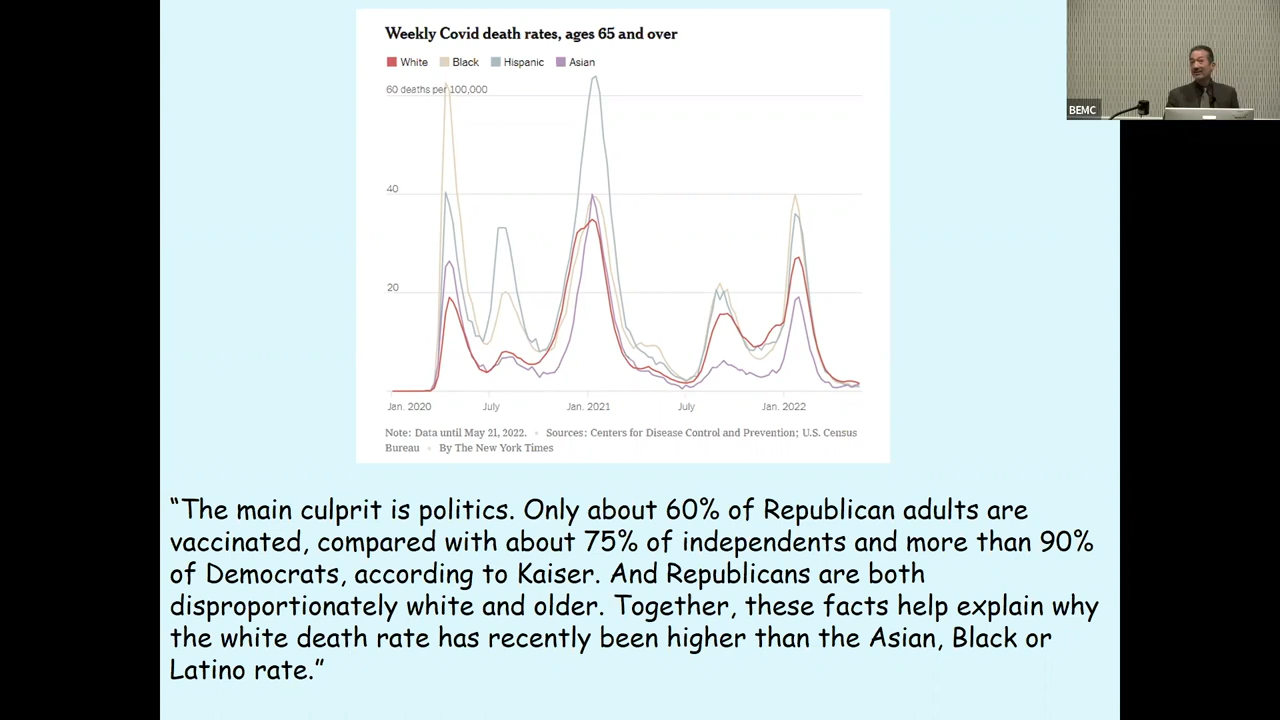 Weekly Covid death rates, ages 65 and over
White Black Hispanic Asian
60 deaths per 100,000
40
20
Jan. 2020 July Jan. 2021 July Jan. 2022
Note: Data until May 21, 2022. • Sources: Centers for Disease Control and Prevention; U.S. Census
Bureau • By The New York Times
BEMC
“The main culprit is politics. Only about 60% of Republican adults are
vaccinated, compared with about 75% of independents and more than 90%
of Democrats, according to Kaiser. And Republicans are both
disproportionately white and older. Together, these facts help explain why
the white death rate has recently been higher than the Asian, Black or
Latino rate.”